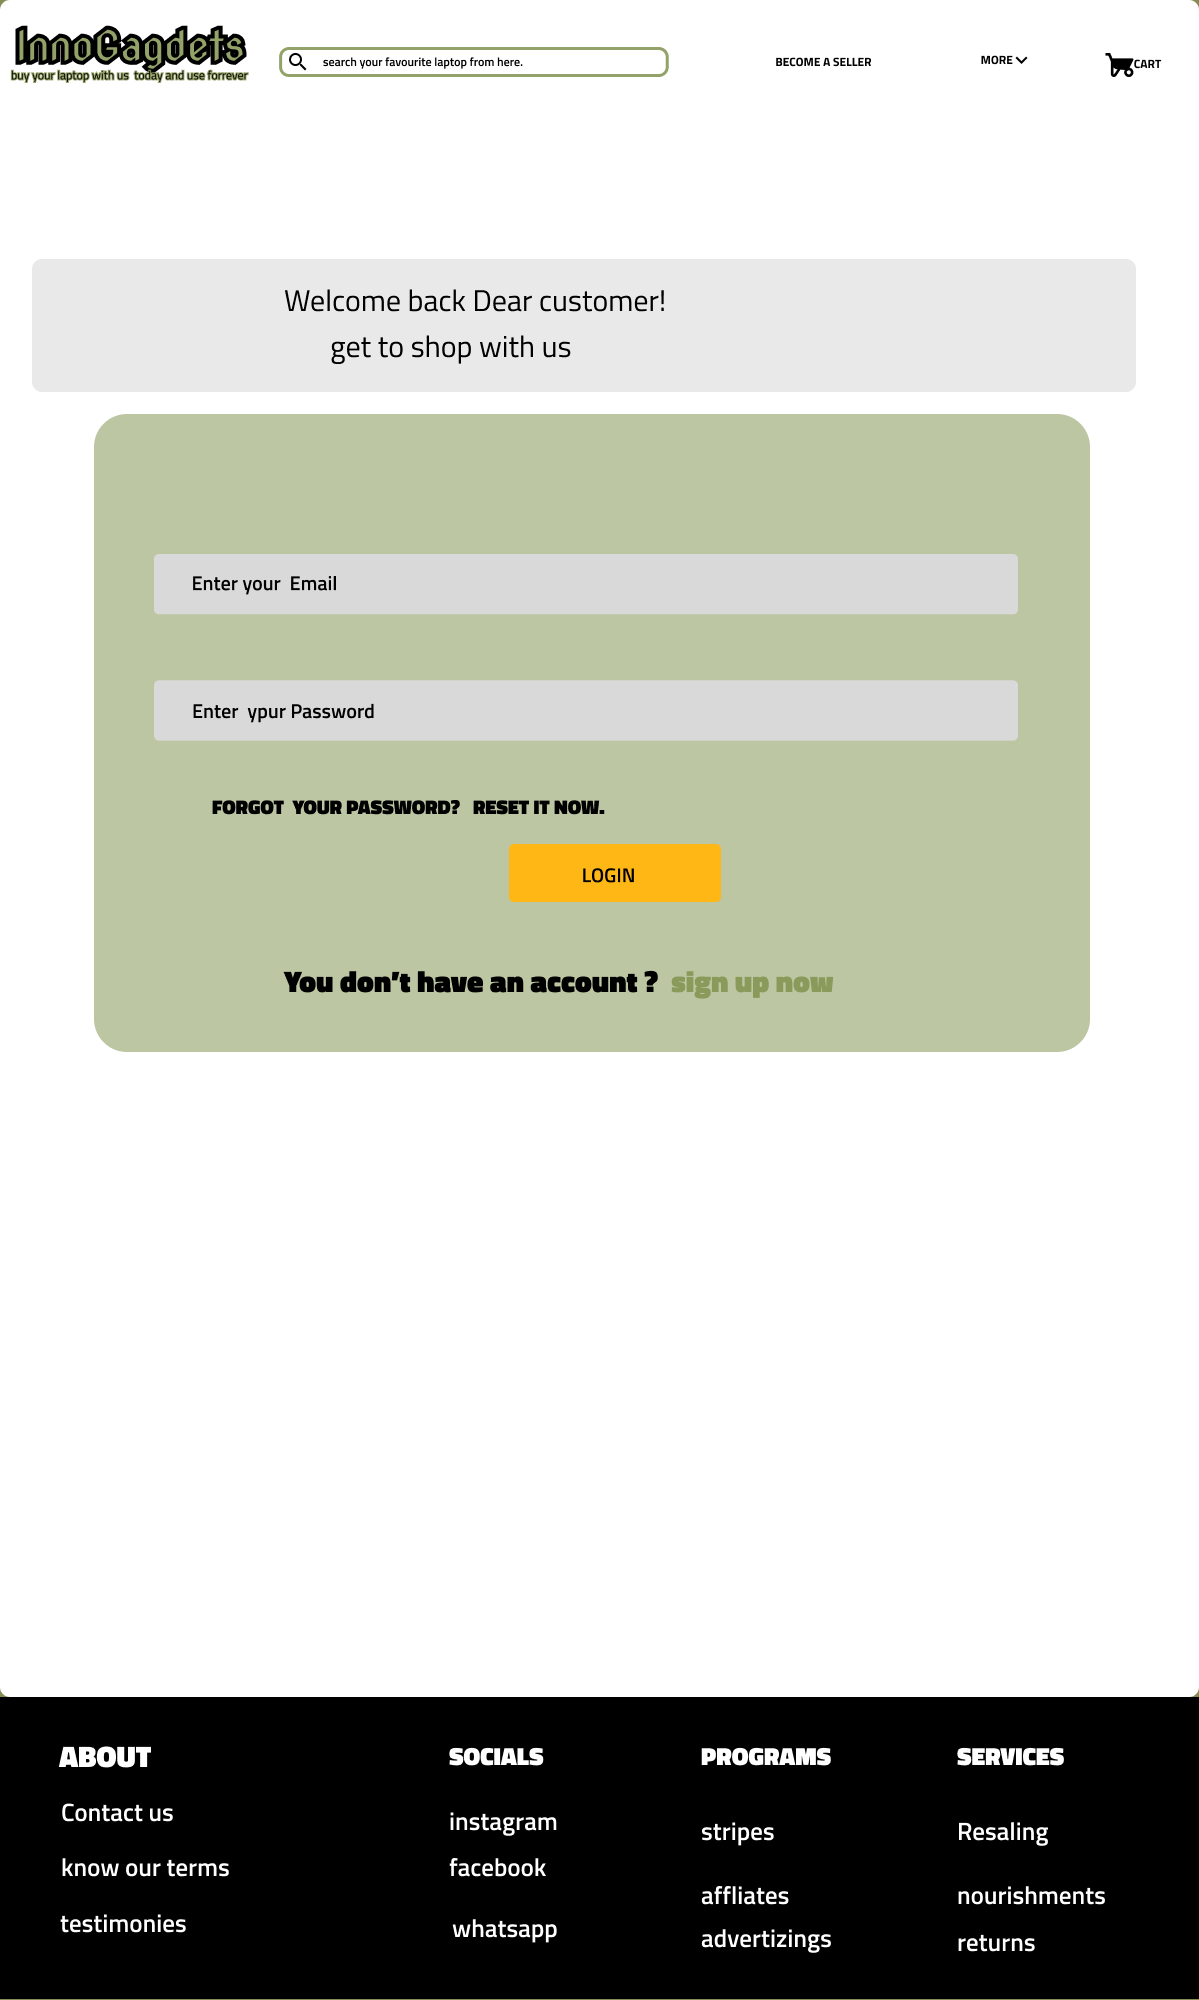 InnoGagdets
buy your laptop with us today and use forrever
search your favourite laptop from here.
BECOME A SELLER
MORE
CART
Welcome back Dear customer!
get to shop with us
Enter your Email
Enter ypur Password
FORGOT YOUR PASSWORD? RESET IT NOW.
LOGIN
You don't have an account ? sign up now
ABOUT
Contact us
know our terms
testimonies
SOCIALS
instagram
facebook
whatsapp
PROGRAMS
stripes
affliates
advertizings
SERVICES
Resaling
nourishments
returns